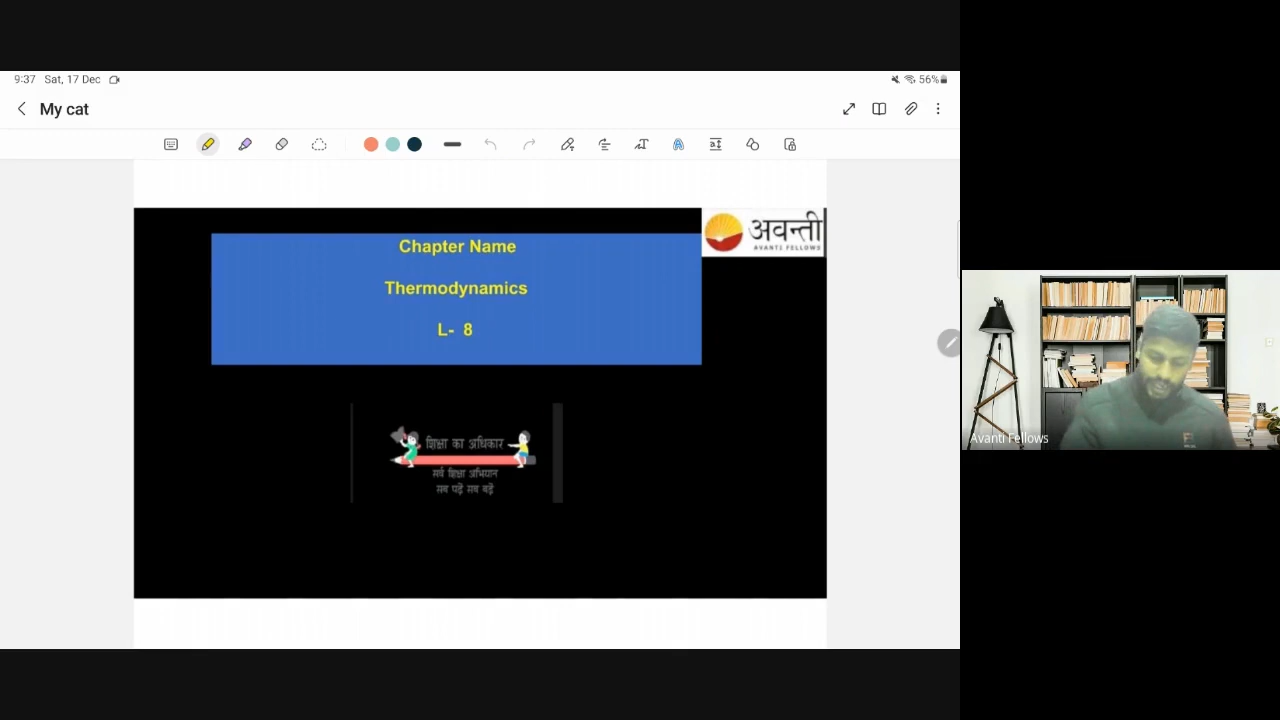 9:37 Sat, 17 Dec
56%
My cat
अवन्ती
AVANTI FELLOWS
Chapter Name
Thermodynamics
L- 8
शिक्षा का अधिकार
सर्व शिक्षा अभियान
सब पढ़ें सब बढ़ें
Avanti Fellows